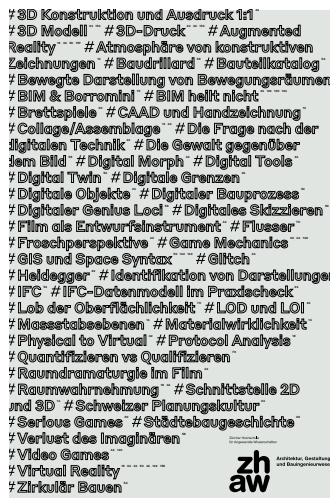 # 3D Konstruktion und Ausdruck 1:1
# 3D Modell # 3D-Druck # Augmented
Reality # Atmosphäre von konstruktiven
Zeichnungen # Baudrillard # Bauteilkatalog
# Bewegte Darstellung von Bewegungsräumen
# BIM & Borromini # BIM heilt nicht
# Brettspiele # CAAD und Handzeichnung
# Collage/Assemblage # Die Frage nach der
digitalen Technik # Die Gewalt gegenüber
dem Bild # Digital Morph # Digital Tools
# Digital Twin # Digitale Grenzen
# Digitale Objekte # Digitaler Bauprozess
# Digitaler Genius Loci # Digitales Skizzieren
# Film als Entwurfsinstrument # Flusser
# Froschperspektive # Game Mechanics
# GIS und Space Syntax # Glitch
# Heidegger # Identifikation von Darstellungen
# IFC # IFC-Datenmodell im Praxischeck
# Lob der Oberflächlichkeit # LOD und LOI
# Massstabsebenen # Materialwirklichkeit
# Physical to Virtual # Protocol Analysis
# Quantifizieren vs Qualifizieren
# Raumdramaturgie im Film
# Raumwahrnehmung # Schnittstelle 2D
und 3D # Schweizer Planungskultur
# Serious Games # Städtebaugeschichte
# Verlust des Imaginären
# Video Games
# Virtual Reality
# Zirkulär Bauen
Zürcher Hochschule
für Angewandte Wissenschaften
zh
aw
Architektur, Gestaltung
und Bauingenieurwesen